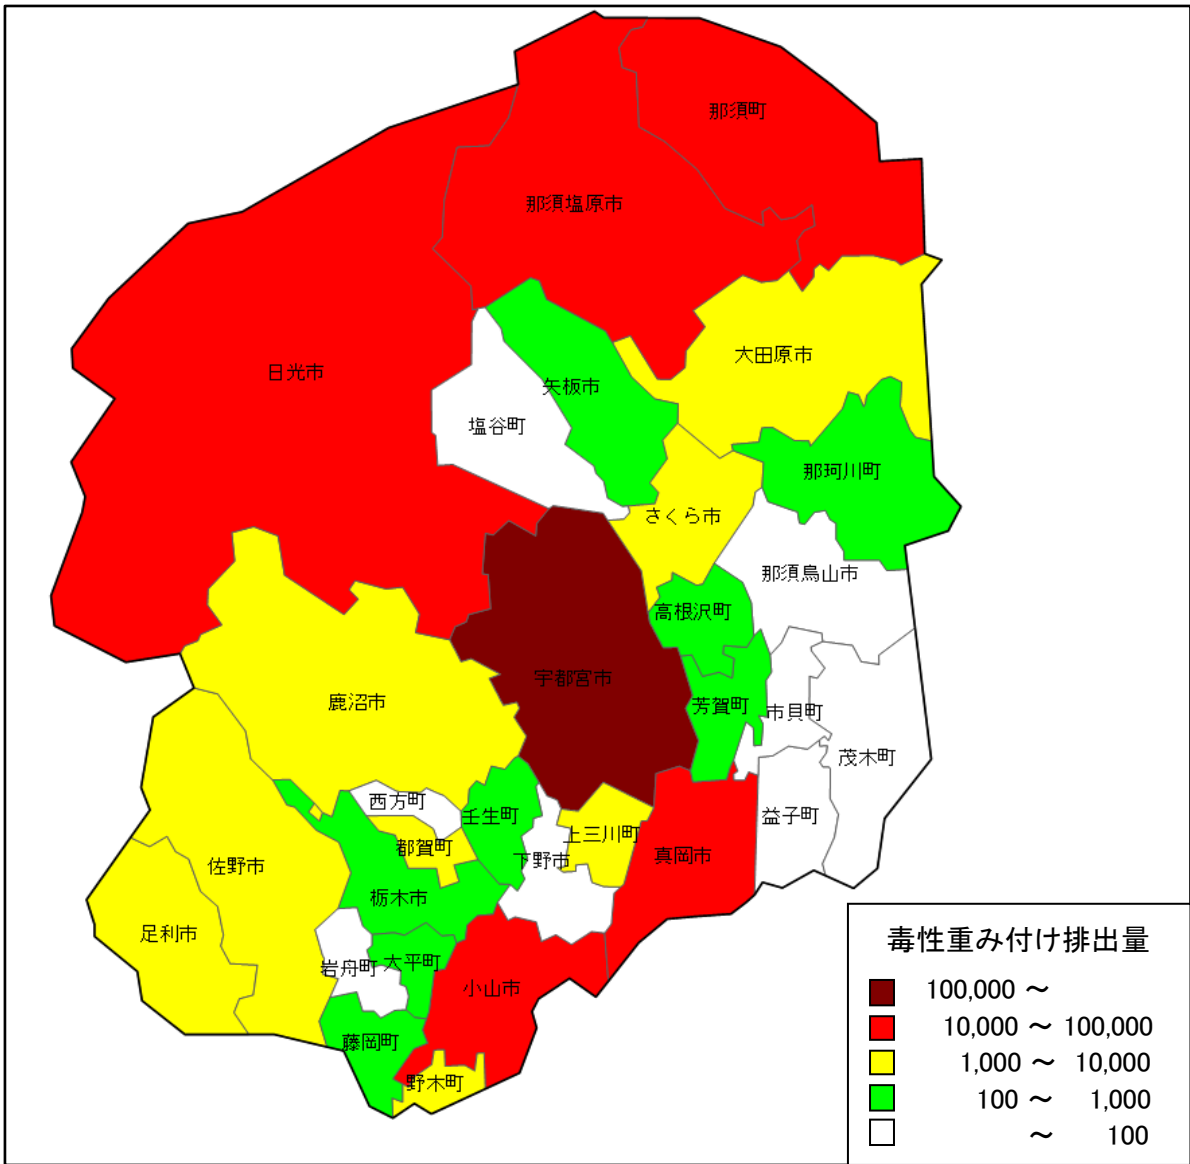 那須町
那須塩原市
大田原市
日光市
矢板市
塩谷町
那珂川町
さくら市
那須烏山市
高根沢町
宇都宮市
鹿沼市
芳賀町
市貝町
茂木町
西方町
壬生町
益子町
上三川町
都賀町
下野市
真岡市
佐野市
栃木市
足利市
岩舟町
大平町
小山市
藤岡町
野木町
毒性重み付け排出量
100,000 ～
10,000 ～ 100,000
1,000 ～ 10,000
100 ～ 1,000
～ 100